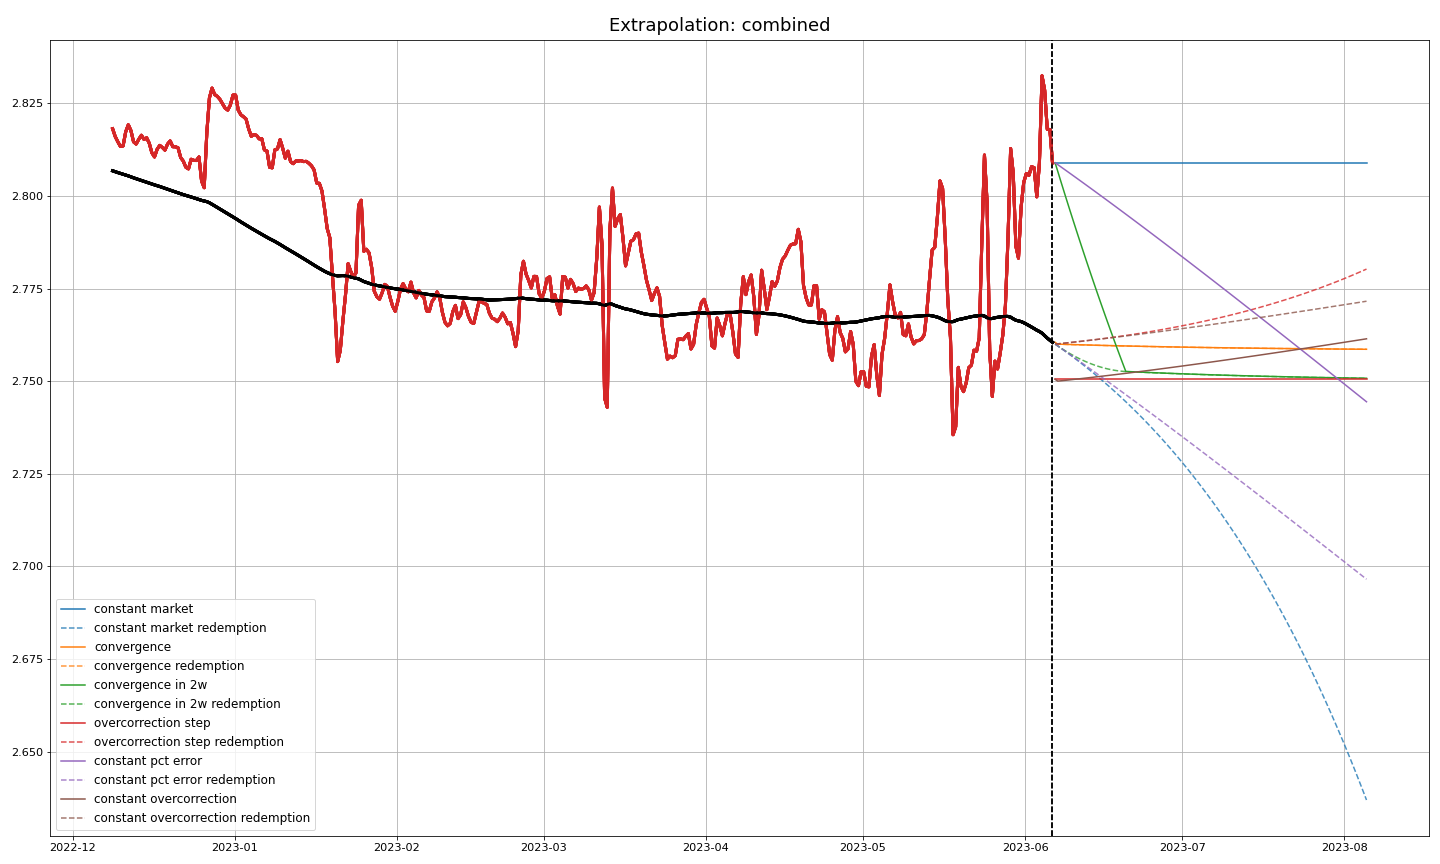 Extrapolation: combined
2.825
2.800
2.775
2.750
2.725
2.700
2.675
2.650
constant market
constant market redemption
convergence
convergence redemption
convergence in 2w
convergence in 2w redemption
overcorrection step
overcorrection step redemption
constant pct error
constant pct error redemption
constant overcorrection
constant overcorrection redemption
2022-12 2023-01 2023-02 2023-03 2023-04 2023-05 2023-06 2023-07 2023-08